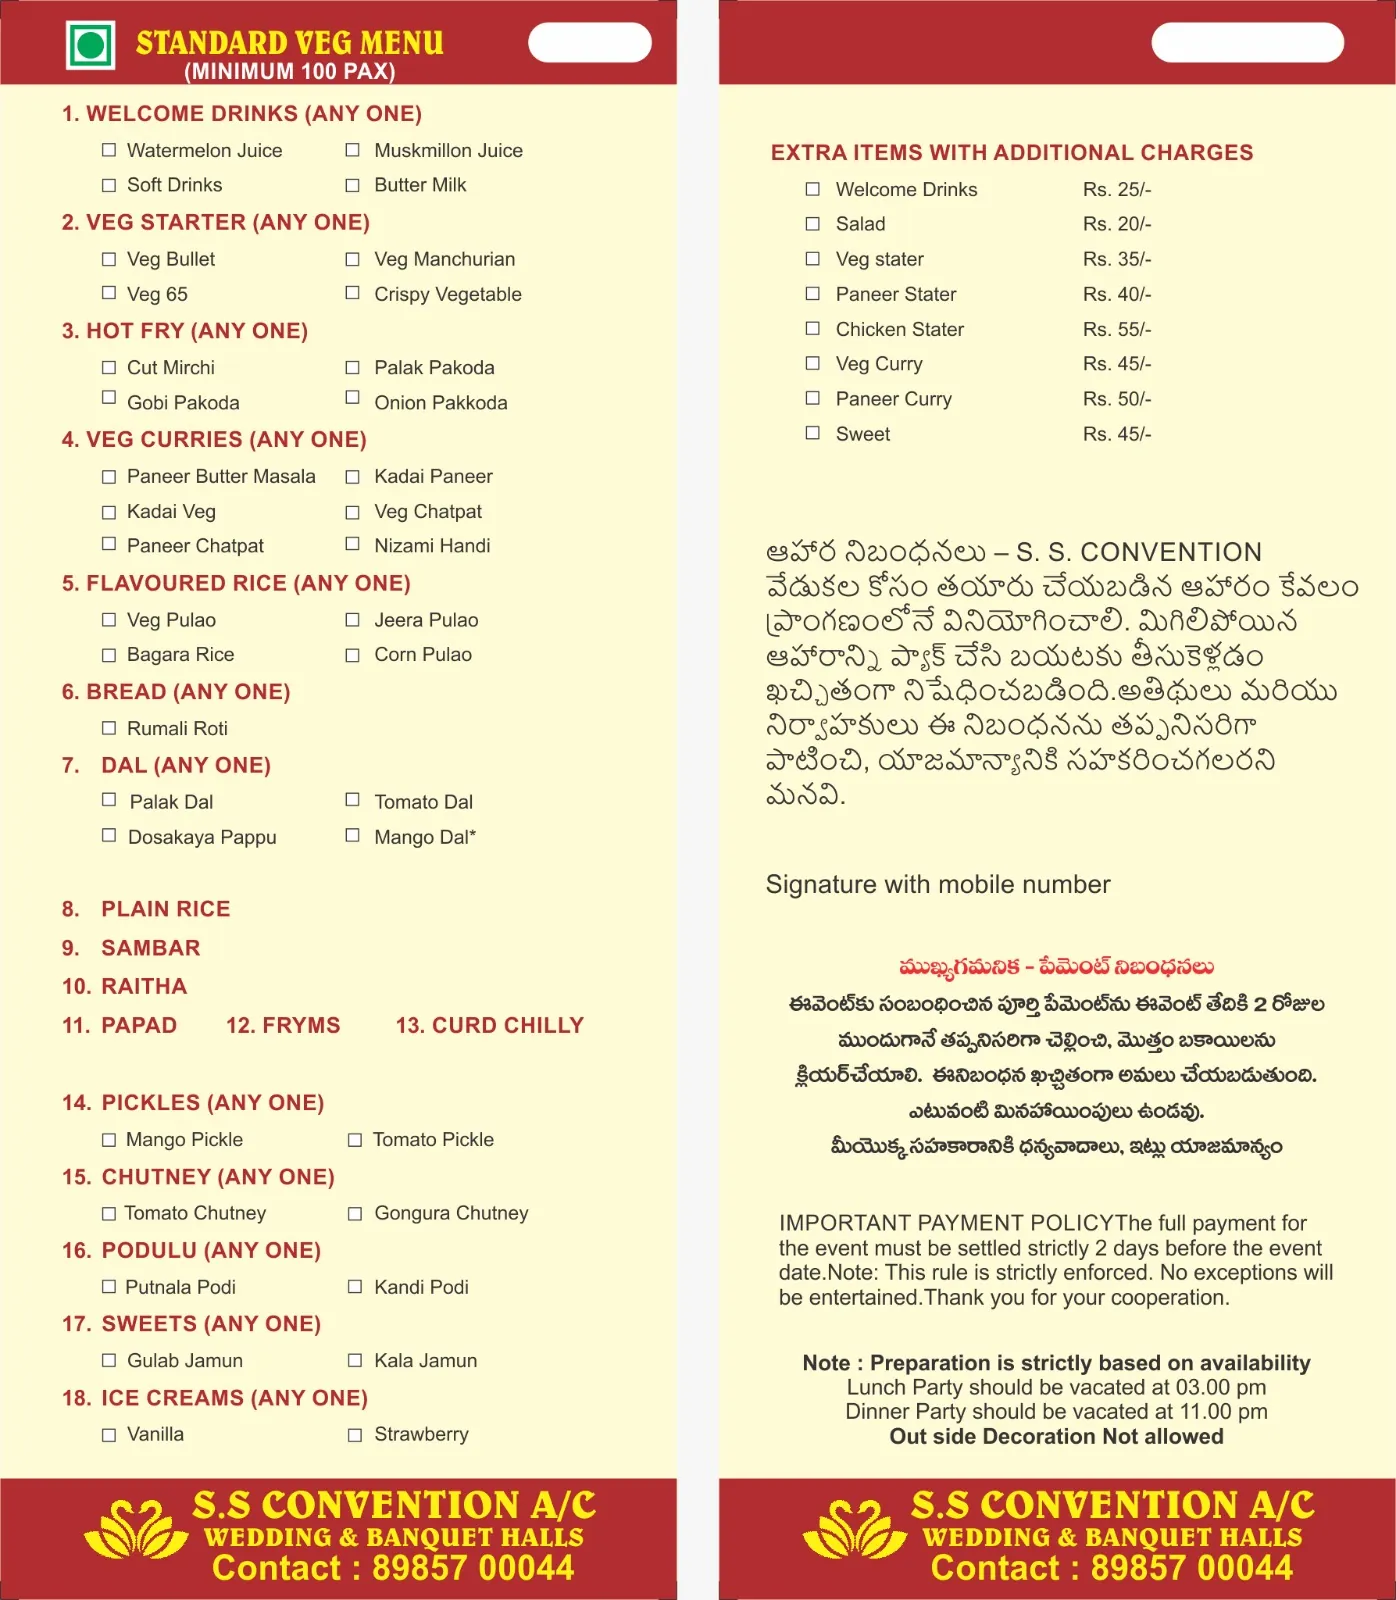 STANDARD VEG MENU
(MINIMUM 100 PAX)
1. WELCOME DRINKS (ANY ONE)
Watermelon Juice Muskmillon Juice
Soft Drinks Butter Milk
2. VEG STARTER (ANY ONE)
Veg Bullet Veg Manchurian
Veg 65 Crispy Vegetable
3. HOT FRY (ANY ONE)
Cut Mirchi Palak Pakoda
Gobi Pakoda Onion Pakkoda
4. VEG CURRIES (ANY ONE)
Paneer Butter Masala Kadai Paneer
Kadai Veg Veg Chatpat
Paneer Chatpat Nizami Handi
5. FLAVOURED RICE (ANY ONE)
Veg Pulao Jeera Pulao
Bagara Rice Corn Pulao
6. BREAD (ANY ONE)
Rumali Roti
7. DAL (ANY ONE)
Palak Dal Tomato Dal
Dosakaya Pappu Mango Dal*
8. PLAIN RICE
9. SAMBAR
10. RAITHA
11. PAPAD 12. FRYMS 13. CURD CHILLY
14. PICKLES (ANY ONE)
Mango Pickle Tomato Pickle
15. CHUTNEY (ANY ONE)
Tomato Chutney Gongura Chutney
16. PODULU (ANY ONE)
Putnala Podi Kandi Podi
17. SWEETS (ANY ONE)
Gulab Jamun Kala Jamun
18. ICE CREAMS (ANY ONE)
Vanilla Strawberry
S.S CONVENTION A/C
WEDDING & BANQUET HALLS
Contact : 89857 00044
EXTRA ITEMS WITH ADDITIONAL CHARGES
Welcome Drinks Rs. 25/-
Salad Rs. 20/-
Veg stater Rs. 35/-
Paneer Stater Rs. 40/-
Chicken Stater Rs. 55/-
Veg Curry Rs. 45/-
Paneer Curry Rs. 50/-
Sweet Rs. 45/-
ఆహార నిబంధనలు – S. S. CONVENTION
వేడుకల కోసం తయారు చేయబడిన ఆహారం కేవలం
ప్రాంగణంలోనే వినియోగించాలి. మిగిలిపోయిన
ఆహారాన్ని ప్యాక్ చేసి బయటకు తీసుకెళ్లడం
ఖచ్చితంగా నిషేధించబడింది.అతిథులు మరియు
నిర్వాహకులు ఈ నిబంధనను తప్పనిసరిగా
పాటించి, యాజమాన్యానికి సహకరించగలరని
మనవి.
Signature with mobile number
ముఖ్యగమనిక - పేమెంట్ నిబంధనలు
ఈవెంట్‌కు సంబంధించిన పూర్తి పేమెంట్‌ను ఈవెంట్ తేదికి 2 రోజుల
ముందుగానే తప్పనిసరిగా చెల్లించి, మొత్తం బకాయిలను
క్లియర్‌చేయాలి. ఈనిబంధన ఖచ్చితంగా అమలు చేయబడుతుంది.
ఎటువంటి మినహాయింపులు ఉండవు.
మీయొక్క సహకారానికి ధన్యవాదాలు, ఇట్లు యాజమాన్యం
IMPORTANT PAYMENT POLICYThe full payment for
the event must be settled strictly 2 days before the event
date.Note: This rule is strictly enforced. No exceptions will
be entertained.Thank you for your cooperation.
Note : Preparation is strictly based on availability
Lunch Party should be vacated at 03.00 pm
Dinner Party should be vacated at 11.00 pm
Out side Decoration Not allowed
S.S CONVENTION A/C
WEDDING & BANQUET HALLS
Contact : 89857 00044